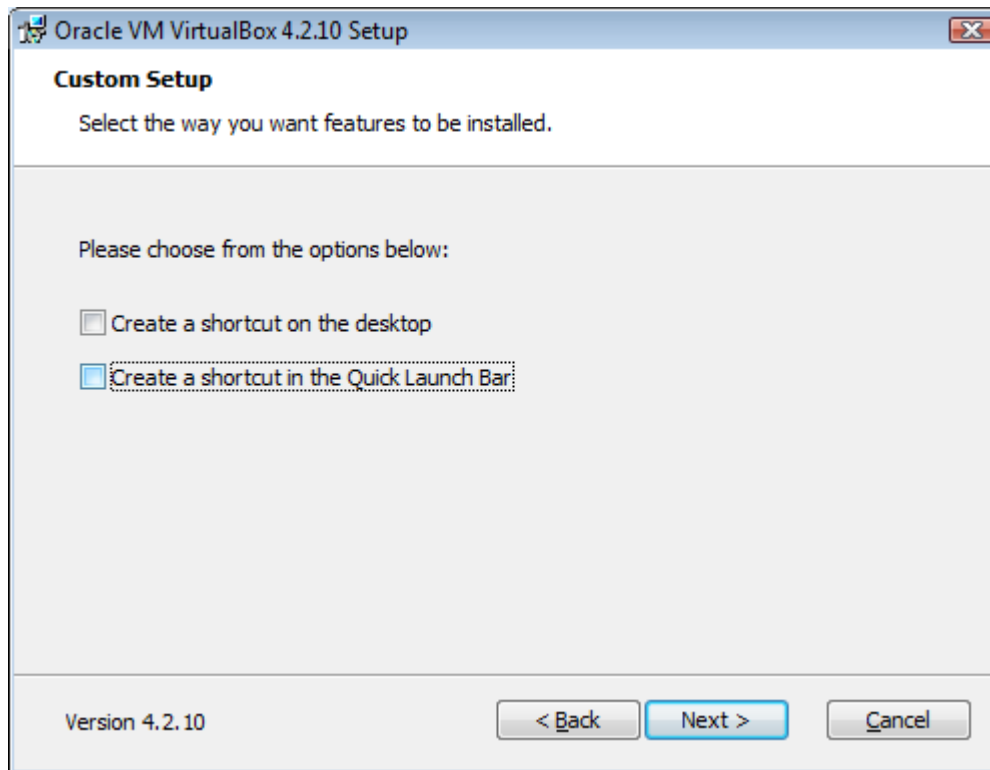 Oracle VM VirtualBox 4.2.10 Setup
Custom Setup
Select the way you want features to be installed.
Please choose from the options below:
Create a shortcut on the desktop
Create a shortcut in the Quick Launch Bar
Version 4.2.10
< Back
Next >
Cancel